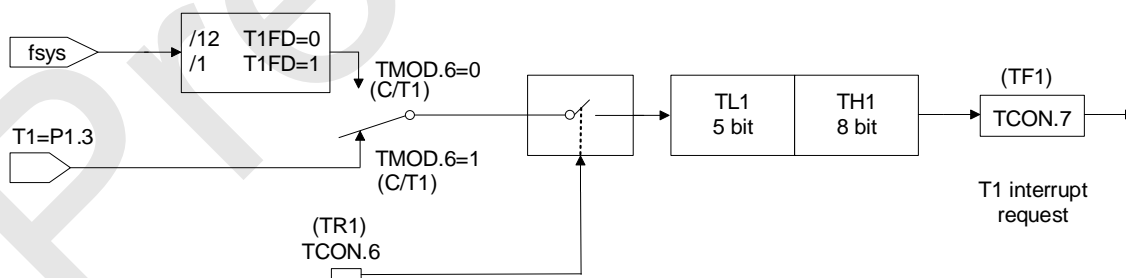 fsys
/12 T1FD=0
/1 T1FD=1
TMOD.6=0
(C/T1)
T1=P1.3
TMOD.6=1
(C/T1)
(TR1)
TCON.6
TL1
5 bit
TH1
8 bit
(TF1)
TCON.7
T1 interrupt
request
Pre